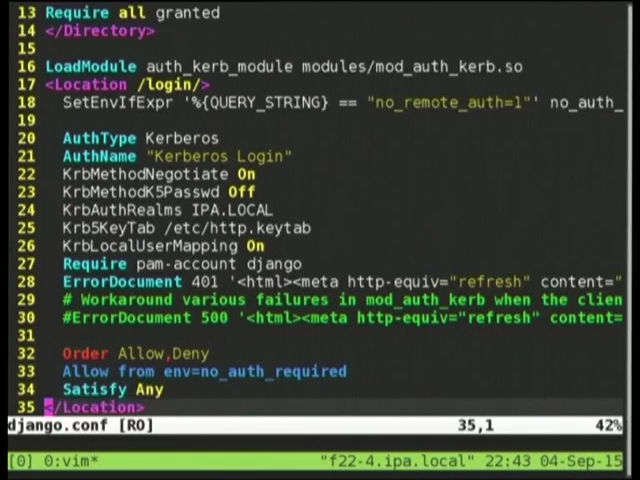 13 Require all granted
14 </Directory>
15
16 LoadModule auth_kerb_module modules/mod_auth_kerb.so
17 <Location /login/>
18 SetEnvIfExpr '%{QUERY_STRING} == "no_remote_auth=1"' no_auth_
19
20 AuthType Kerberos
21 AuthName "Kerberos Login"
22 KrbMethodNegotiate On
23 KrbMethodK5Passwd Off
24 KrbAuthRealms IPA.LOCAL
25 Krb5KeyTab /etc/http.keytab
26 KrbLocalUserMapping On
27 Require pam-account django
28 ErrorDocument 401 '<html><meta http-equiv="refresh" content="
29 # Workaround various failures in mod_auth_kerb when the clien
30 #ErrorDocument 500 '<html><meta http-equiv="refresh" content=
31
32 Order Allow,Deny
33 Allow from env=no_auth_required
34 Satisfy Any
35 </Location>
django.conf [RO] 35,1 42%
[0] 0:vim* "f22-4.ipa.local" 22:43 04-Sep-15